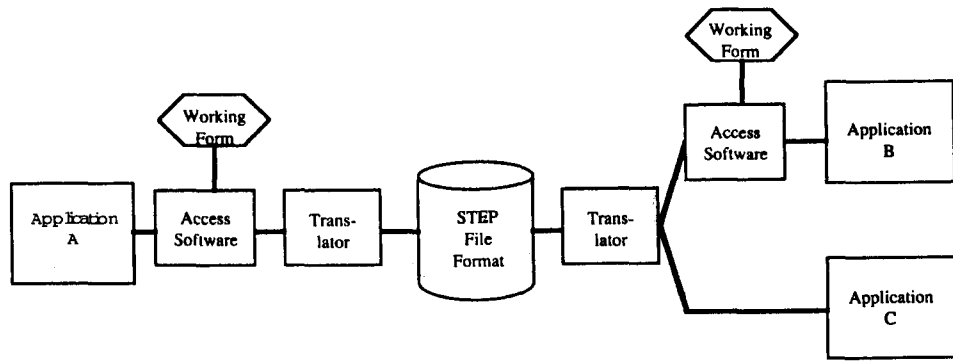 Working
Form
Working
Form
Access
Software
Application
B
Application
A
Access
Software
Trans-
lator
STEP
File
Format
Trans-
lator
Application
C